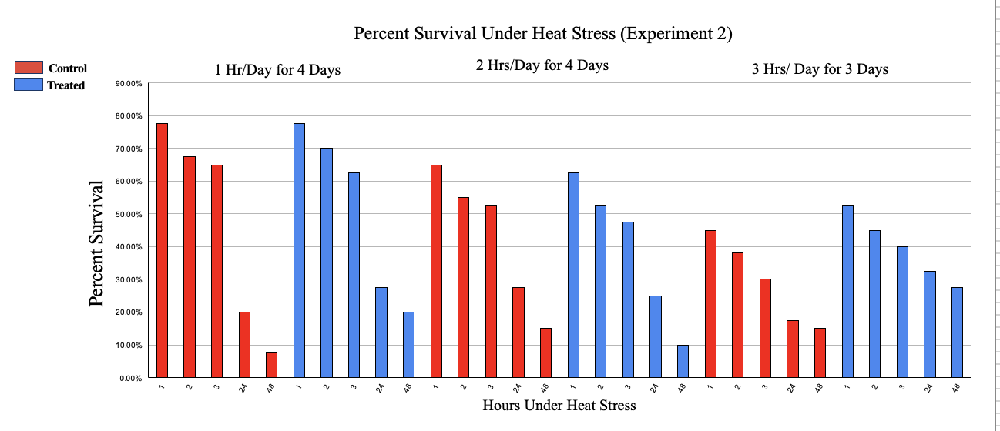 Percent Survival Under Heat Stress (Experiment 2)
Control
Treated
1 Hr/Day for 4 Days
2 Hrs/Day for 4 Days
3 Hrs/ Day for 3 Days
Percent Survival
90.00%
80.00%
70.00%
60.00%
50.00%
40.00%
30.00%
20.00%
10.00%
0.00%
1 2 3 24 48 1 2 3 24 48 1 2 3 24 48 1 2 3 24 48 1 2 3 24 48 1 2 3 24 48
Hours Under Heat Stress